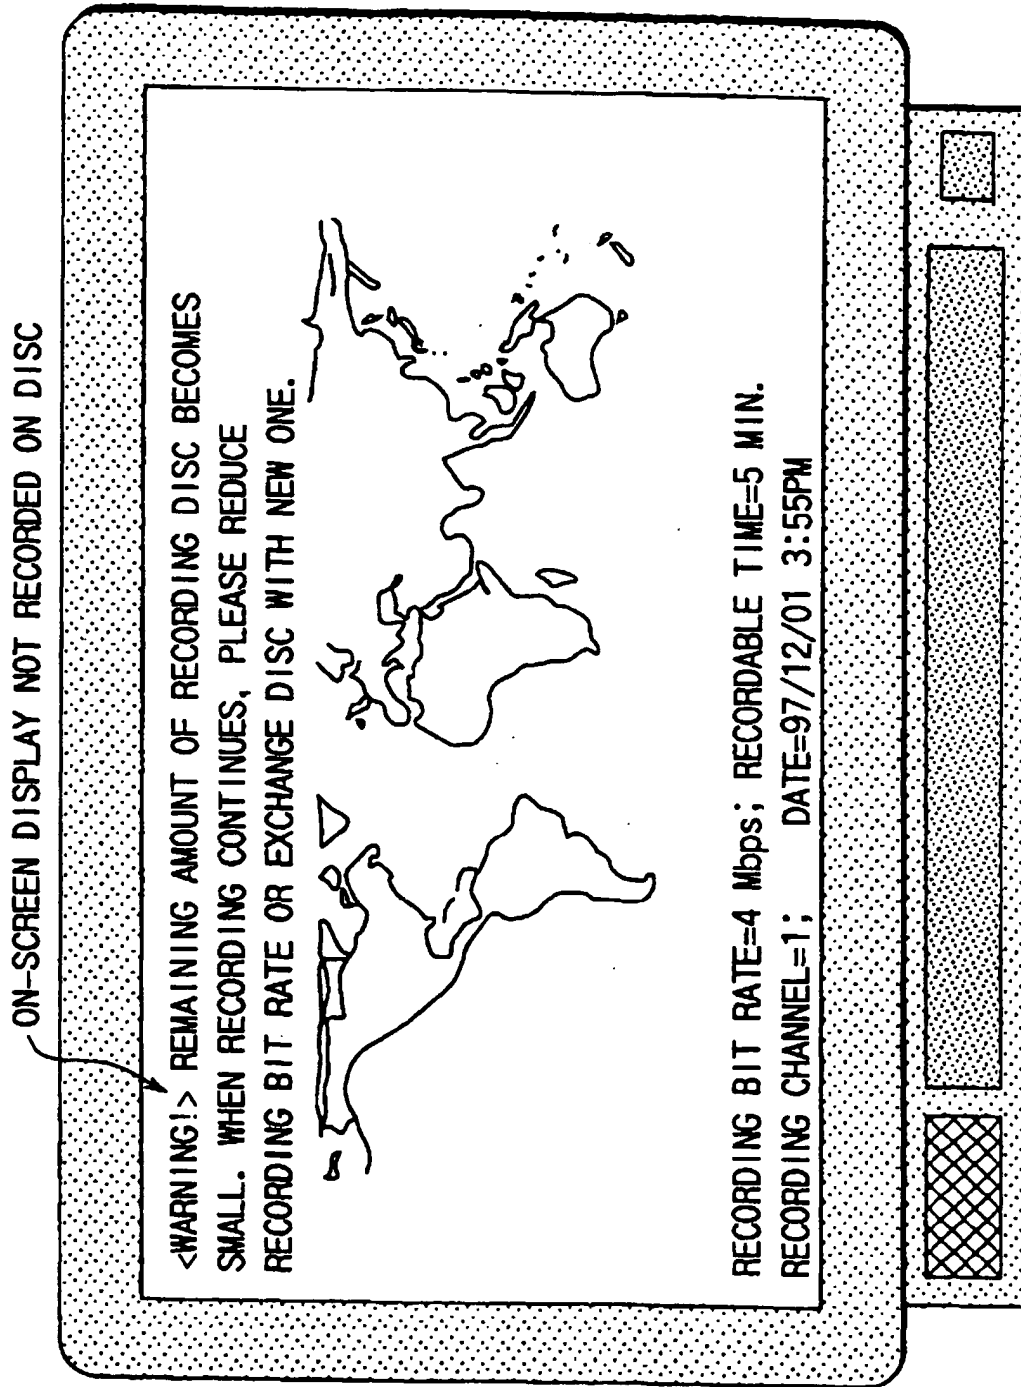 ON-SCREEN DISPLAY NOT RECORDED ON DISC
<WARNING!> REMAINING AMOUNT OF RECORDING DISC BECOMES
SMALL. WHEN RECORDING CONTINUES, PLEASE REDUCE
RECORDING BIT RATE OR EXCHANGE DISC WITH NEW ONE.
RECORDING BIT RATE=4 Mbps; RECORDABLE TIME=5 MIN.
RECORDING CHANNEL=1; DATE=97/12/01 3:55PM